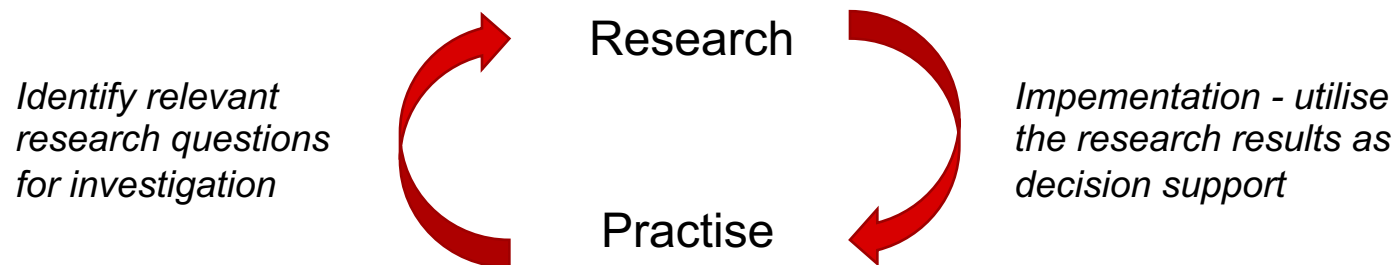 Research
Identify relevant
research questions
for investigation
Impementation - utilise
the research results as
decision support
Practise